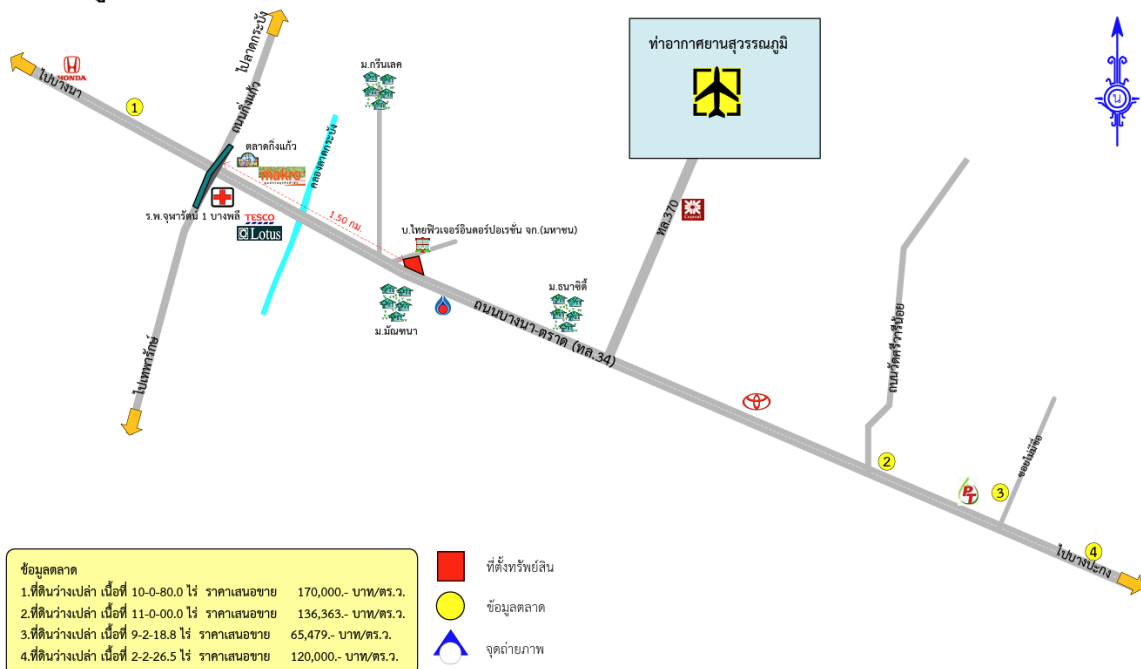 ท่าอากาศยานสุวรรณภูมิ
น
ไปลาดกระบัง
ม.กรีนเลค
HONDA
ไปบางนา
1
ถนนกิ่งแก้ว
ตลาดกิ่งแก้ว
makro
คลองลาดกระบัง
ร.พ.จุฬารัตน์ 1 บางพลี
TESCO
Lotus
1.50 กม.
ทล.370
บ.ไทยฟิวเจอร์อินคอร์ปอเรชั่น จก.(มหาชน)
ม.ธนาซิตี้
ม.มัณฑนา
ถนนบางนา-ตราด (ทล.34)
ถนนวัดศรีวารีน้อย
ไปเทพารักษ์
2
PT
3
ซอยไม่มีชื่อ
ไปบางปะกง
4
ข้อมูลตลาด
1.ที่ดินว่างเปล่า เนื้อที่ 10-0-80.0 ไร่ ราคาเสนอขาย 170,000.- บาท/ตร.ว.
2.ที่ดินว่างเปล่า เนื้อที่ 11-0-00.0 ไร่ ราคาเสนอขาย 136,363.- บาท/ตร.ว.
3.ที่ดินว่างเปล่า เนื้อที่ 9-2-18.8 ไร่ ราคาเสนอขาย 65,479.- บาท/ตร.ว.
4.ที่ดินว่างเปล่า เนื้อที่ 2-2-26.5 ไร่ ราคาเสนอขาย 120,000.- บาท/ตร.ว.
ที่ตั้งทรัพย์สิน
ข้อมูลตลาด
จุดถ่ายภาพ